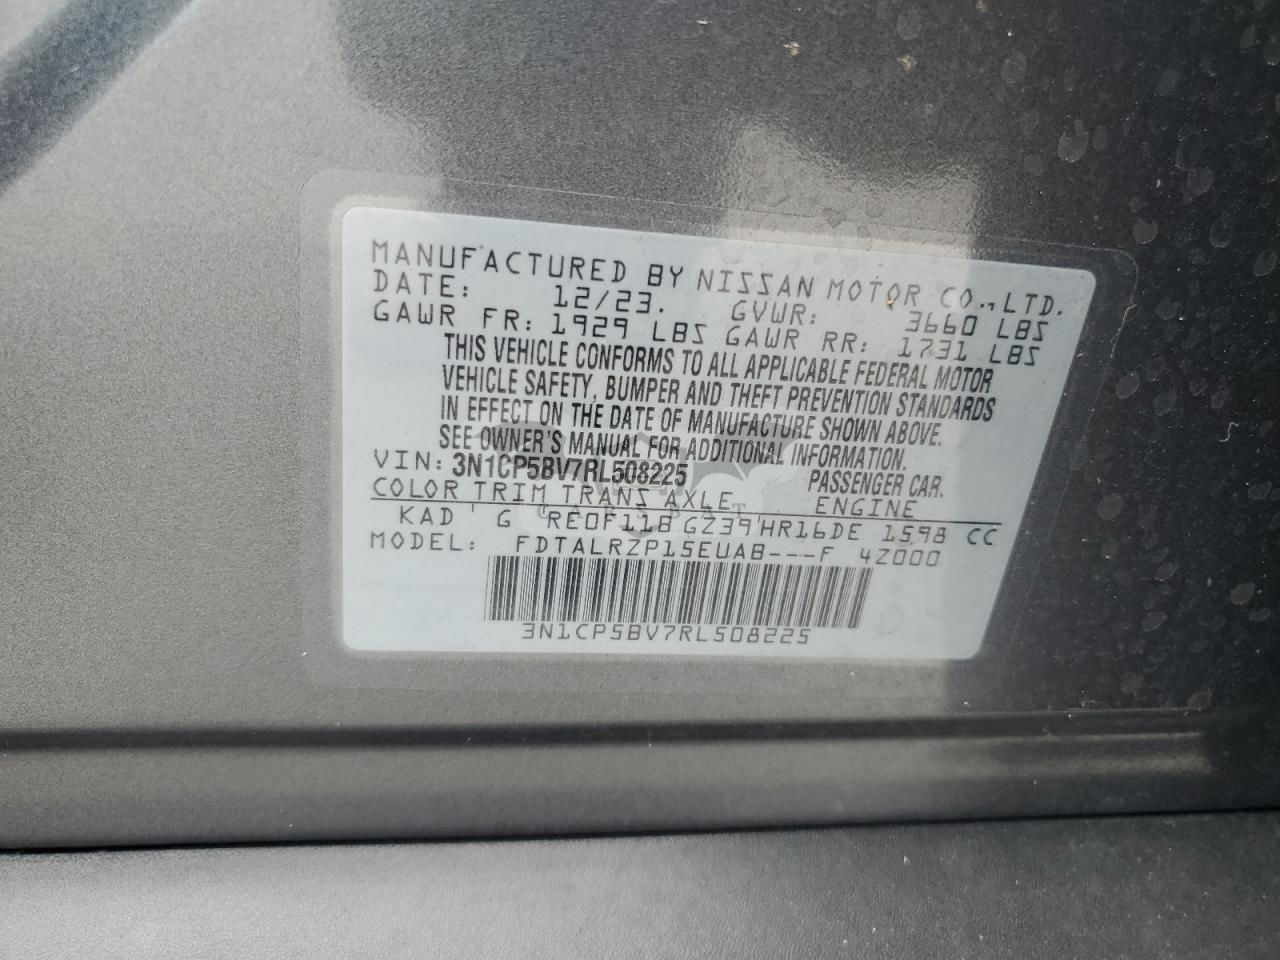 MANUFACTURED BY NISSAN MOTOR CO., LTD.
DATE: 12/23. GVWR: 3660 LBS
GAWR FR: 1929 LBS GAWR RR: 1731 LBS
THIS VEHICLE CONFORMS TO ALL APPLICABLE FEDERAL MOTOR
VEHICLE SAFETY, BUMPER AND THEFT PREVENTION STANDARDS
IN EFFECT ON THE DATE OF MANUFACTURE SHOWN ABOVE.
SEE OWNER'S MANUAL FOR ADDITIONAL INFORMATION.
VIN: 3N1CP5BV7RL508225 PASSENGER CAR.
COLOR TRIM TRANS AXLE ENGINE
KAD G RE0F11B GZ39 HR16DE 1598 CC
MODEL: FDTALRZP15EUAB---F 4Z000
3N1CP5BV7RL508225